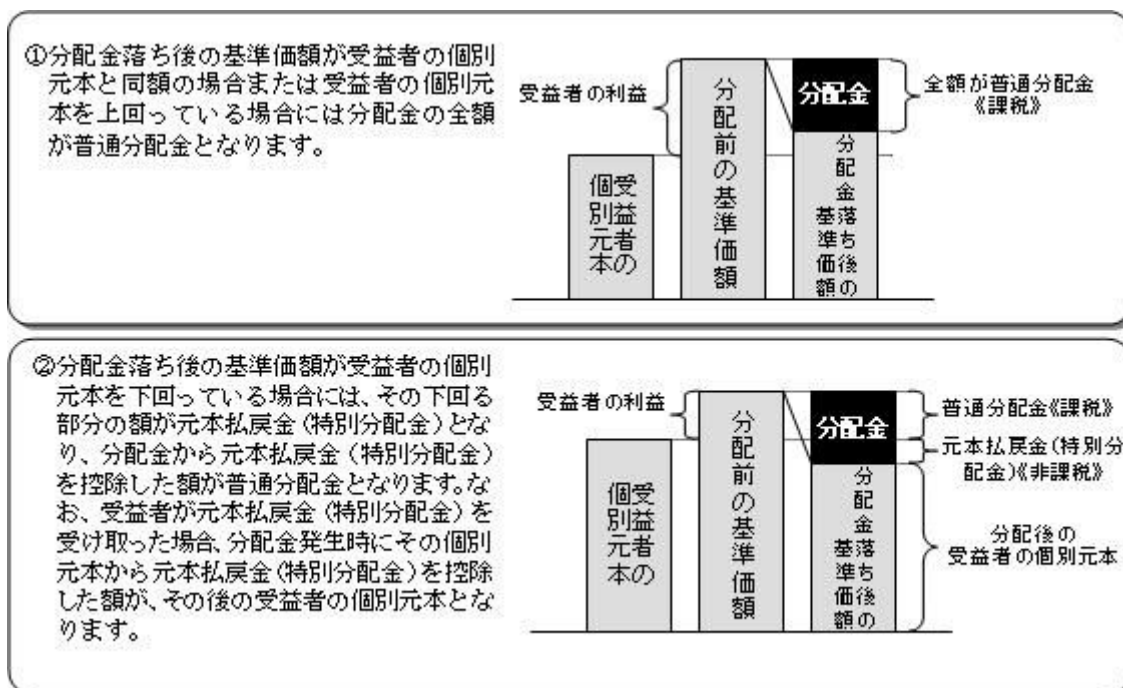 ①分配金落ち後の基準価額が受益者の個別
元本と同額の場合または受益者の個別元
本を上回っている場合には分配金の全額
が普通分配金となります。
受益者の利益
受益者の
個別元本
分配前の基準価額
分配金
分配金落ち後の
基準価額
全額が普通分配金
《課税》
②分配金落ち後の基準価額が受益者の個別
元本を下回っている場合には、その下回る
部分の額が元本払戻金(特別分配金)とな
り、分配金から元本払戻金(特別分配金)
を控除した額が普通分配金となります。な
お、受益者が元本払戻金(特別分配金)を
受け取った場合、分配金発生時にその個別
元本から元本払戻金(特別分配金)を控除
した額が、その後の受益者の個別元本とな
ります。
受益者の利益
受益者の
個別元本
分配前の基準価額
分配金
分配金落ち後の
基準価額
普通分配金《課税》
元本払戻金(特別分
配金)《非課税》
分配後の
受益者の個別元本